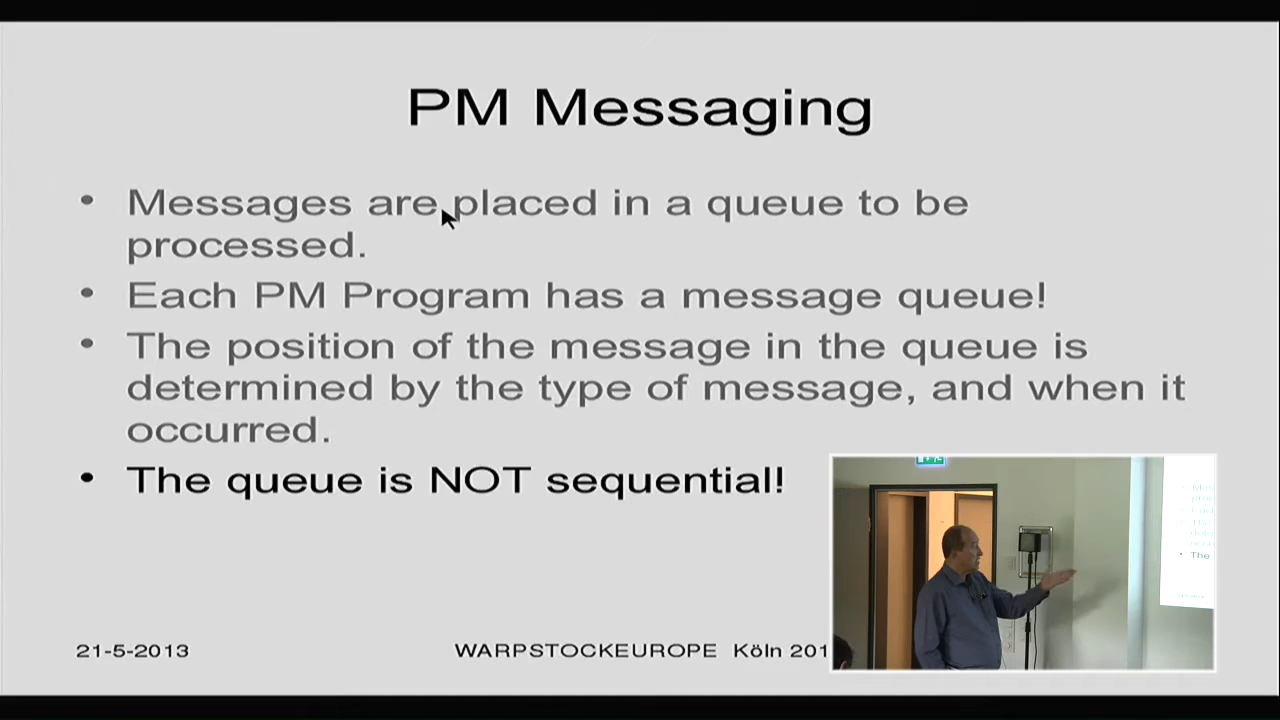 PM Messaging
• Messages are placed in a queue to be
processed.
• Each PM Program has a message queue!
• The position of the message in the queue is
determined by the type of message, and when it
occurred.
• The queue is NOT sequential!
21-5-2013
WARPSTOCKEUROPE Köln 201
The